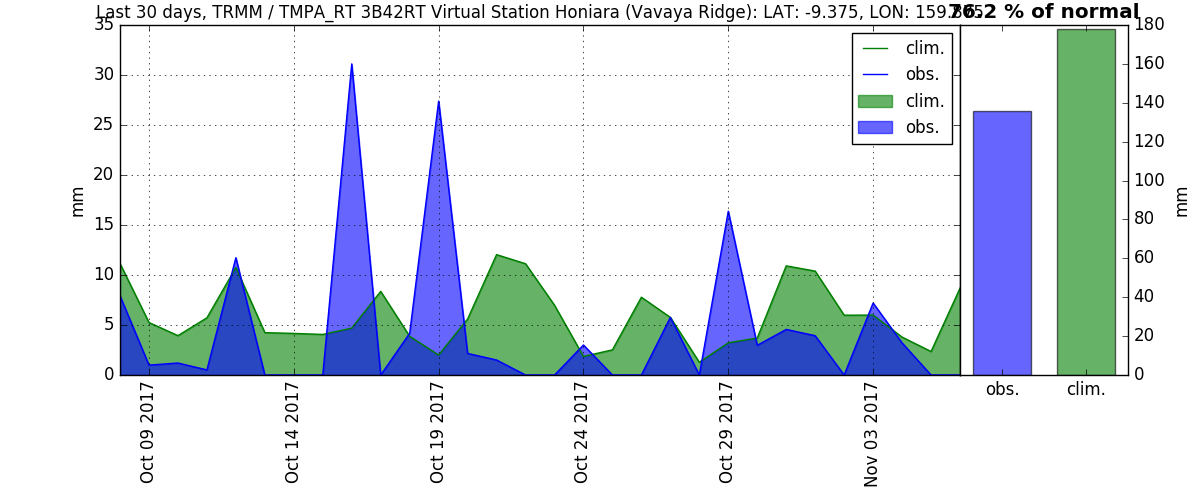 Last 30 days, TRMM / TMPA_RT 3B42RT Virtual Station Honiara (Vavaya Ridge): LAT: -9.375, LON: 159.875
76.2 % of normal
35
30
25
20
15
10
5
0
mm
clim.
obs.
clim.
obs.
Oct 09 2017
Oct 14 2017
Oct 19 2017
Oct 24 2017
Oct 29 2017
Nov 03 2017
180
160
140
120
100
80
60
40
20
0
mm
obs.
clim.